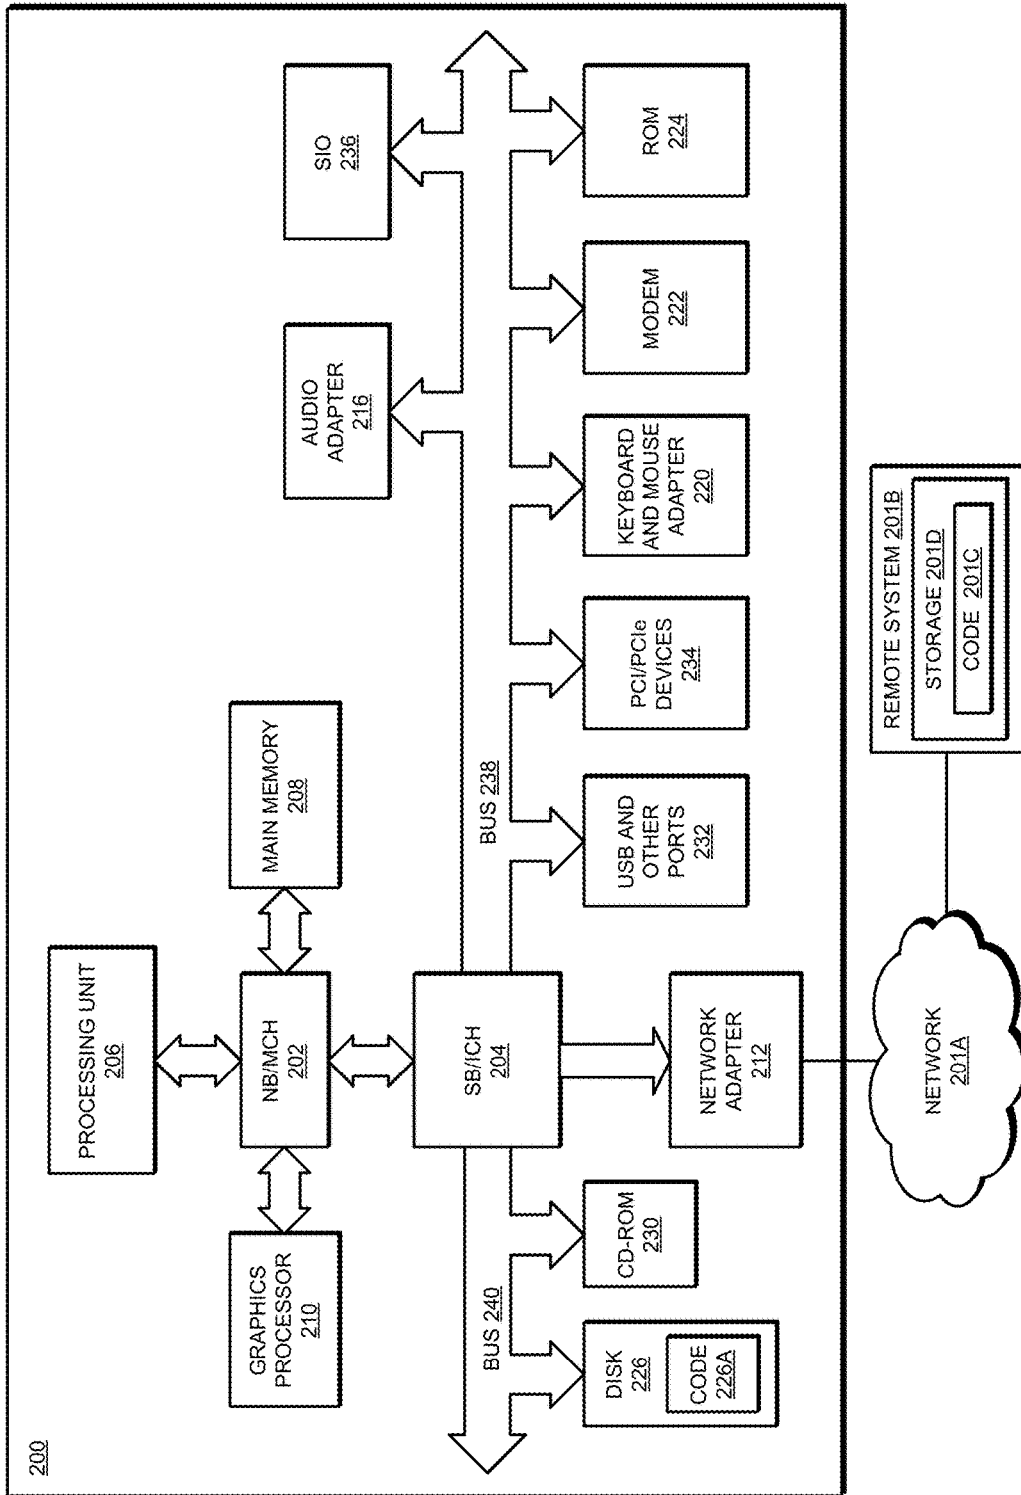 200
PROCESSING UNIT
206
GRAPHICS
PROCESSOR
210
NB/MCH
202
MAIN MEMORY
208
AUDIO
ADAPTER
216
SIO
236
SB/ICH
204
BUS 240
BUS 238
DISK
226
CODE
226A
CD-ROM
230
USB AND
OTHER
PORTS
232
PCI/PCIe
DEVICES
234
KEYBOARD
AND MOUSE
ADAPTER
220
MODEM
222
ROM
224
NETWORK
ADAPTER
212
NETWORK
201A
REMOTE SYSTEM 201B
STORAGE 201D
CODE 201C